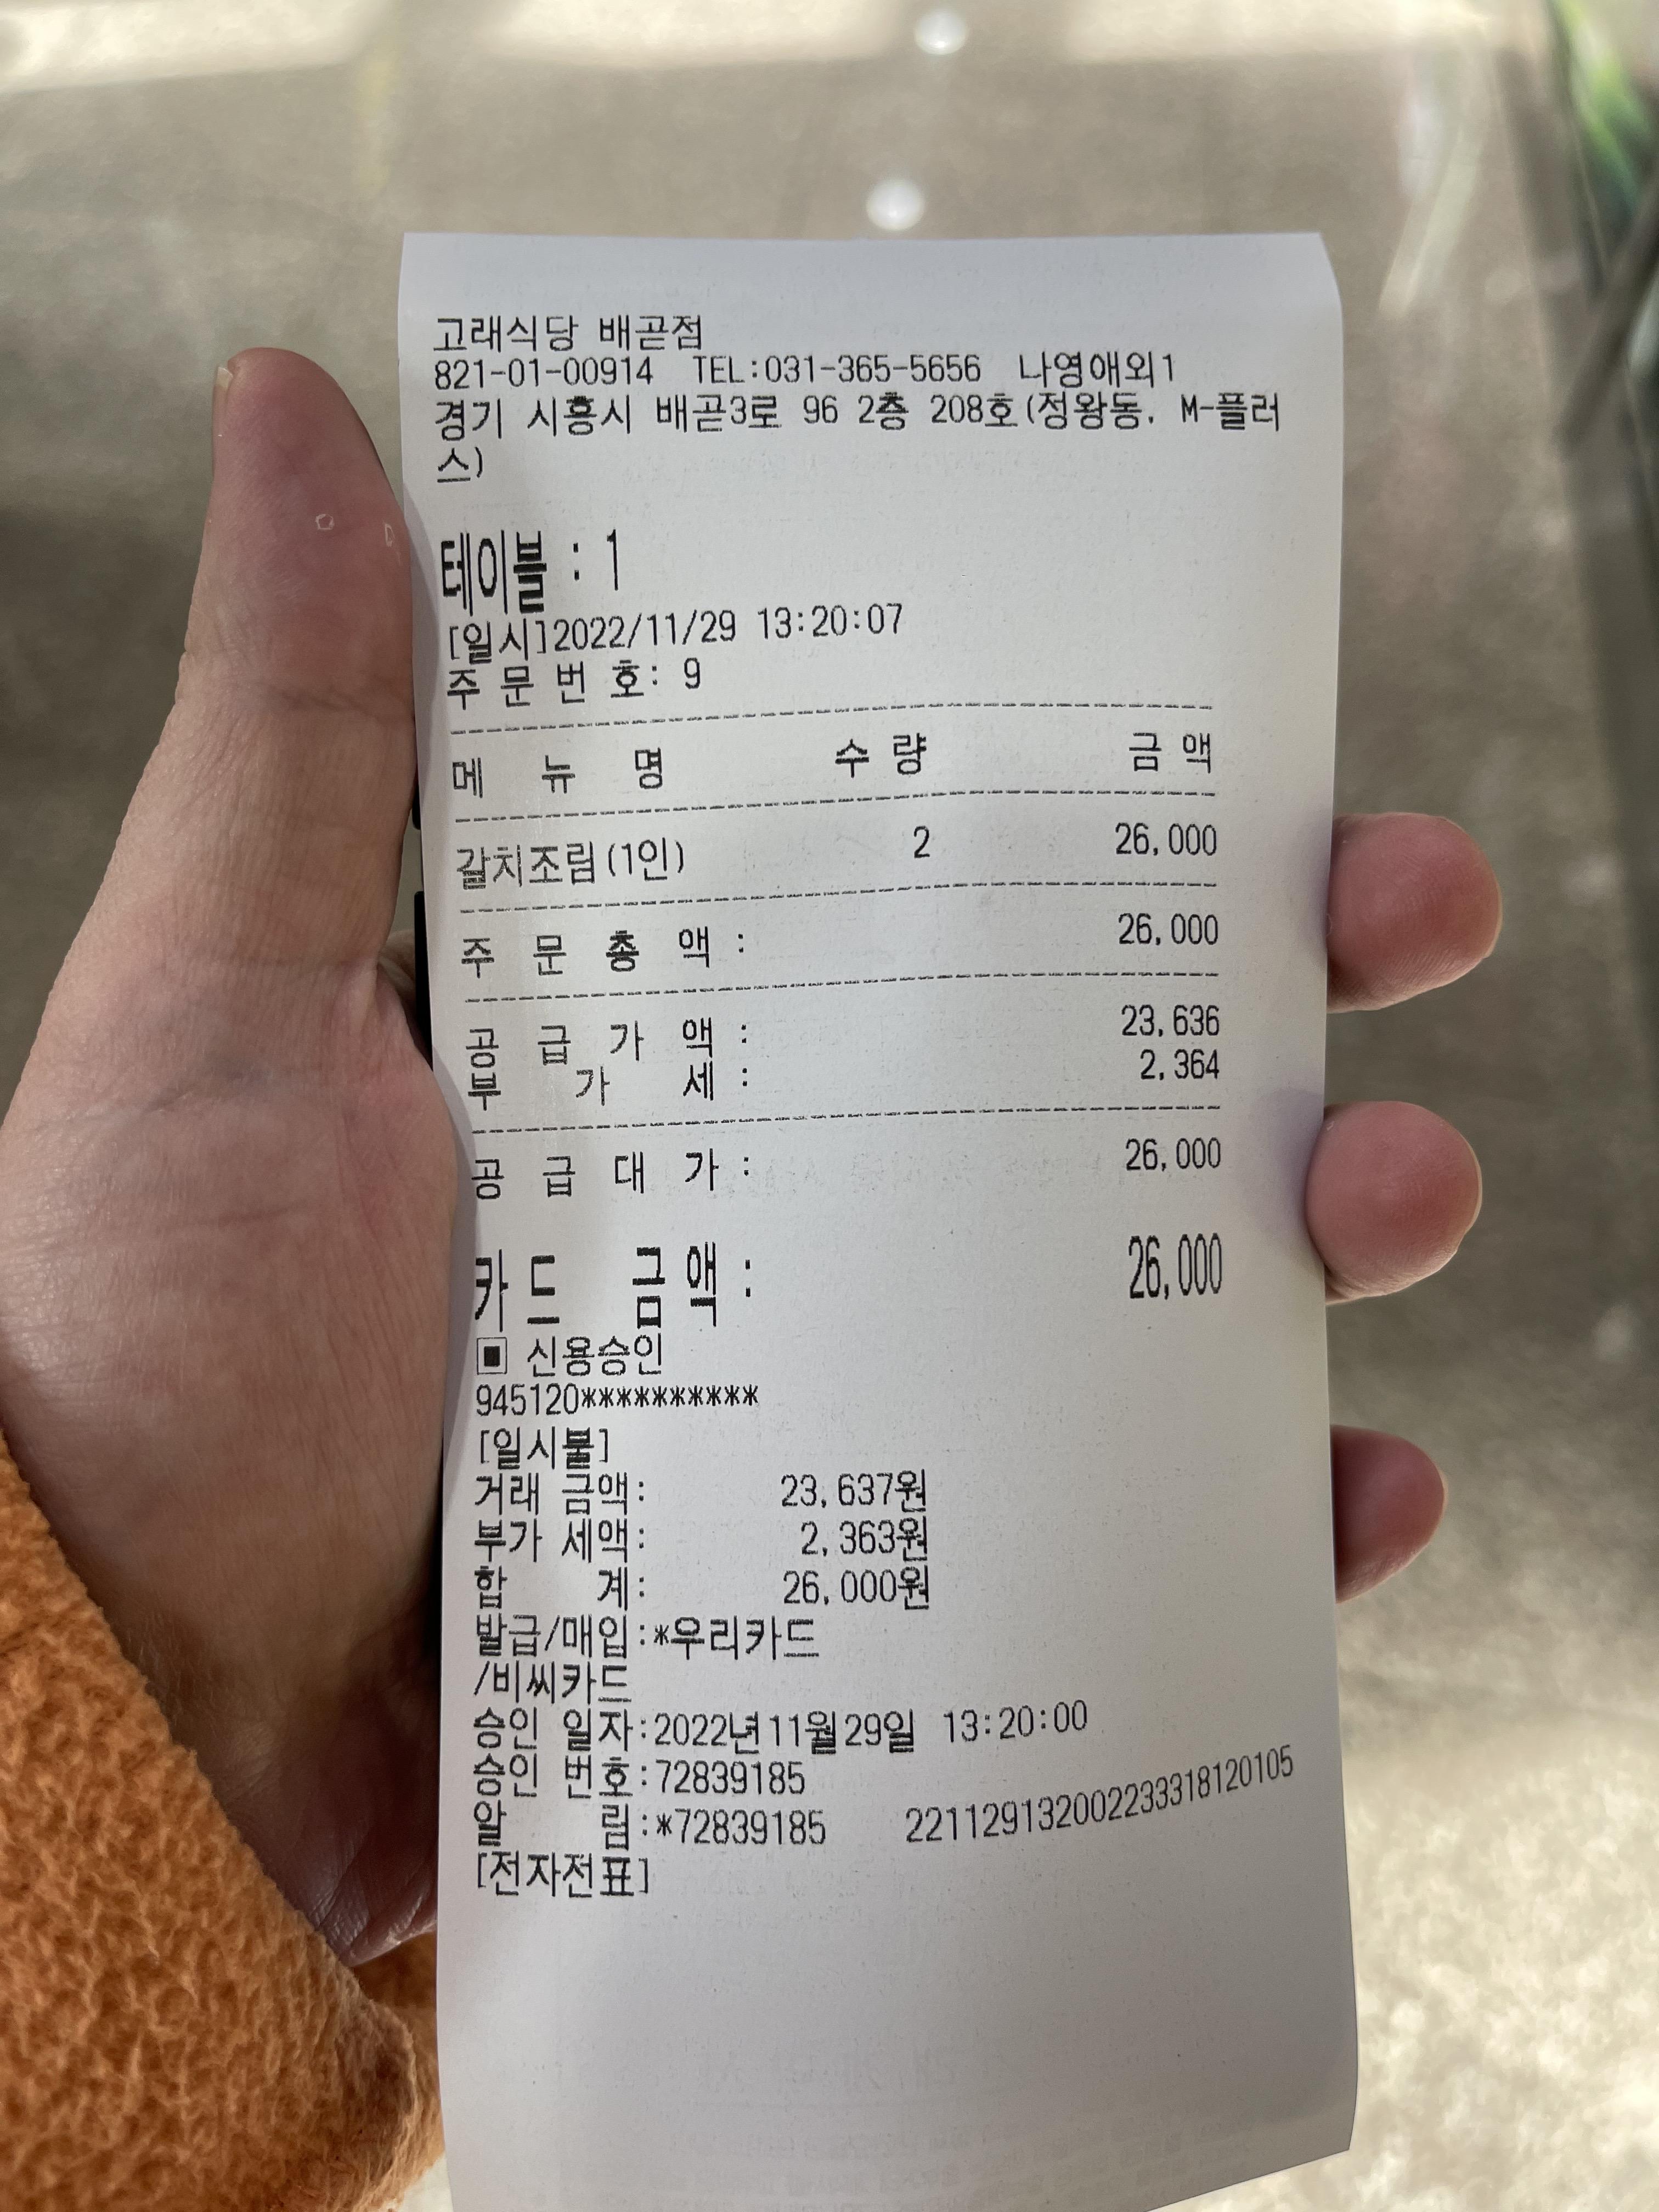 고래식당 배곧점
821-01-00914 TEL:031-365-5656 나영애외1
경기 시흥시 배곧3로 96 2층 208호(정왕동. M-플러
스)
테이블 : 1
[일시]2022/11/29 13:20:07
주 문 번 호: 9
메 뉴 명 수 량 금 액
갈치조림(1인) 2 26,000
주 문 총 액 : 26,000
공 급 가 액 : 23,636
부 가 세 : 2,364
공 급 대 가 : 26,000
카드 금액 : 26,000
▣ 신용승인
945120**********
[일시불]
거래 금액: 23,637원
부가 세액: 2,363원
합 계: 26,000원
발급/매입:*우리카드
/비씨카드
승인 일자:2022년11월29일 13:20:00
승인 번호:72839185
알 림:*72839185 221129132002233318120105
[전자전표]